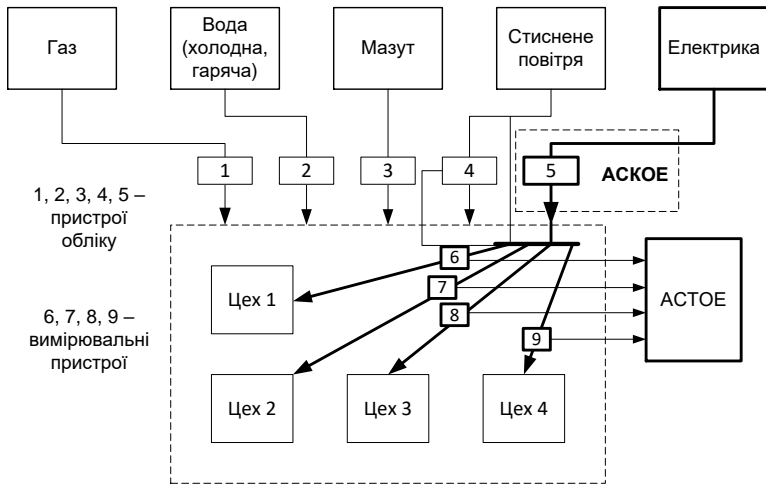 Газ
Вода
(холодна,
гаряча)
Мазут
Стиснене
повітря
Електрика
1
2
3
4
5
АСКОЕ
1, 2, 3, 4, 5 –
пристрої
обліку
6
7
8
9
АСТОЕ
6, 7, 8, 9 –
вимірювальні
пристрої
Цех 1
Цех 2
Цех 3
Цех 4